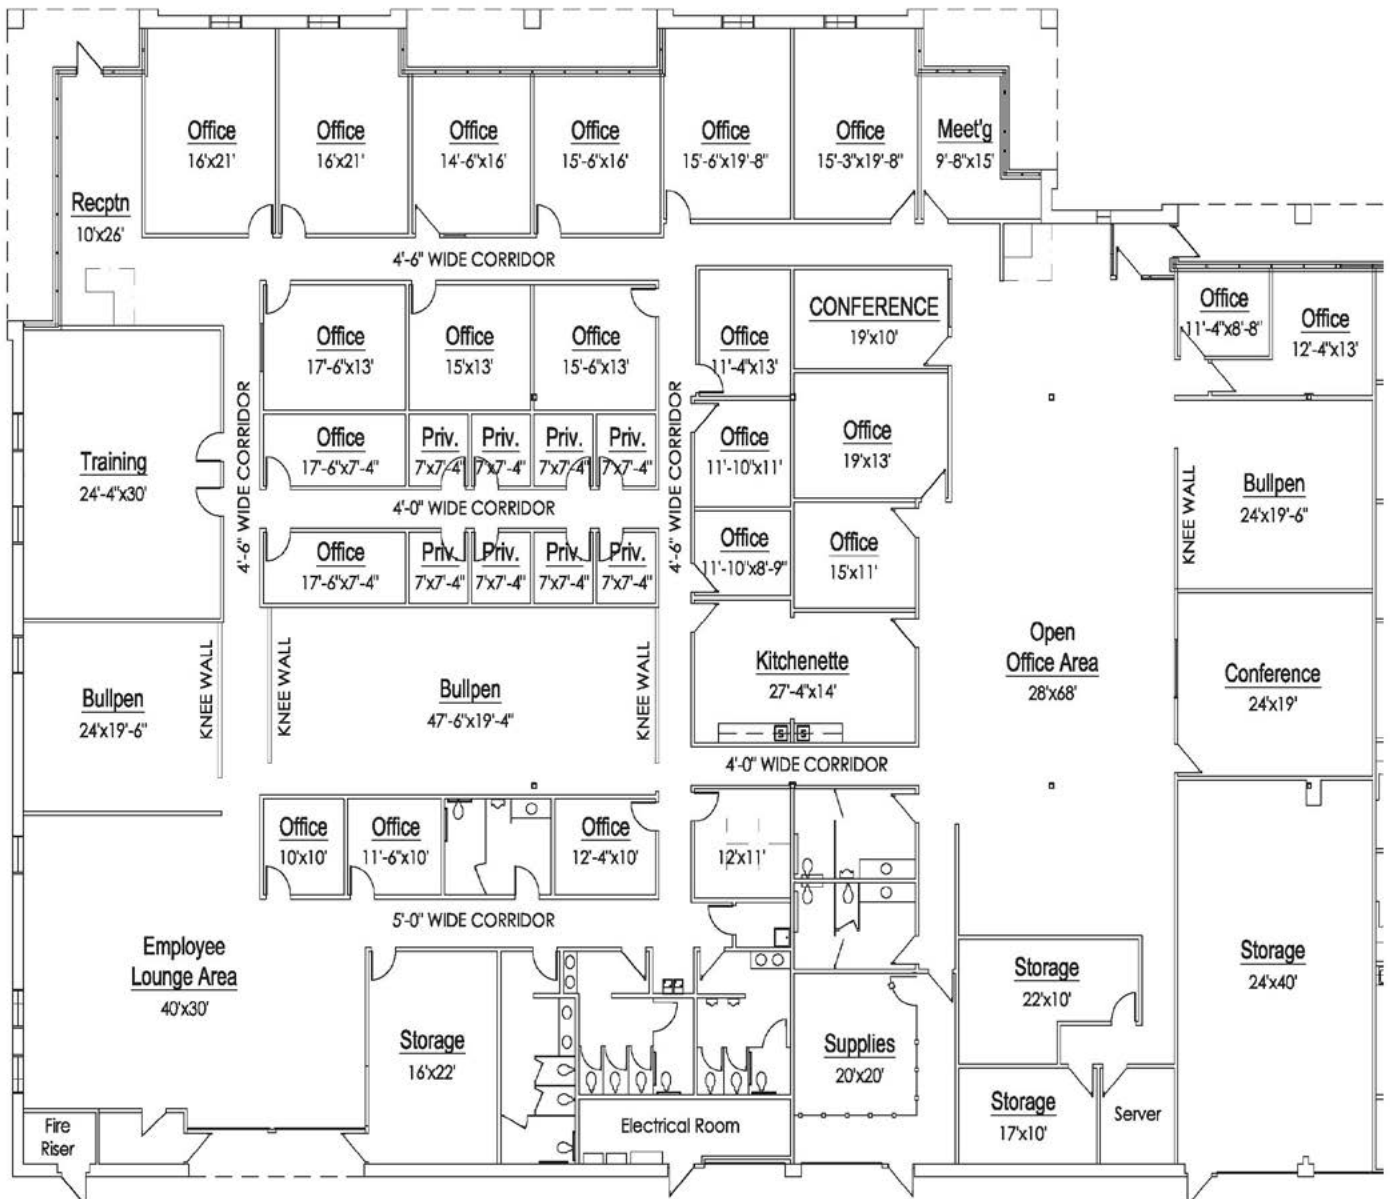 Office
16'x21'
Office
16'x21'
Office
14'-6"x16'
Office
15'-6"x16'
Office
15'-6"x19'-8"
Office
15'-3"x19'-8"
Meet'g
9'-8"x15'
Recptn
10'x26'
4'-6" WIDE CORRIDOR
Office
17'-6"x13'
Office
15'x13'
Office
15'-6"x13'
Office
11'-4"x13'
CONFERENCE
19'x10'
Office
11'-4"x8'-8"
Office
12'-4"x13'
Training
24'-4"x30'
4'-6" WIDE CORRIDOR
Office
17'-6"x7'-4"
Priv.
7'x7'-4"
Priv.
7'x7'-4"
Priv.
7'x7'-4"
Priv.
7'x7'-4"
4'-6" WIDE CORRIDOR
Office
11'-10"x11'
Office
19'x13'
KNEE WALL
Bullpen
24'x19'-6"
4'-0" WIDE CORRIDOR
Office
17'-6"x7'-4"
Priv.
7'x7'-4"
Priv.
7'x7'-4"
Priv.
7'x7'-4"
Priv.
7'x7'-4"
Office
11'-10"x8'-9"
Office
15'x11'
Bullpen
24'x19'-6"
KNEE WALL
KNEE WALL
Bullpen
47'-6"x19'-4"
KNEE WALL
Kitchenette
27'-4"x14'
S
S
Open
Office Area
28'x68'
Conference
24'x19'
4'-0" WIDE CORRIDOR
Office
10'x10'
Office
11'-6"x10'
Office
12'-4"x10'
12'x11'
5'-0" WIDE CORRIDOR
Employee
Lounge Area
40'x30'
Storage
16'x22'
Supplies
20'x20'
Storage
22'x10'
Storage
24'x40'
Storage
17'x10'
Server
Fire
Riser
Electrical Room